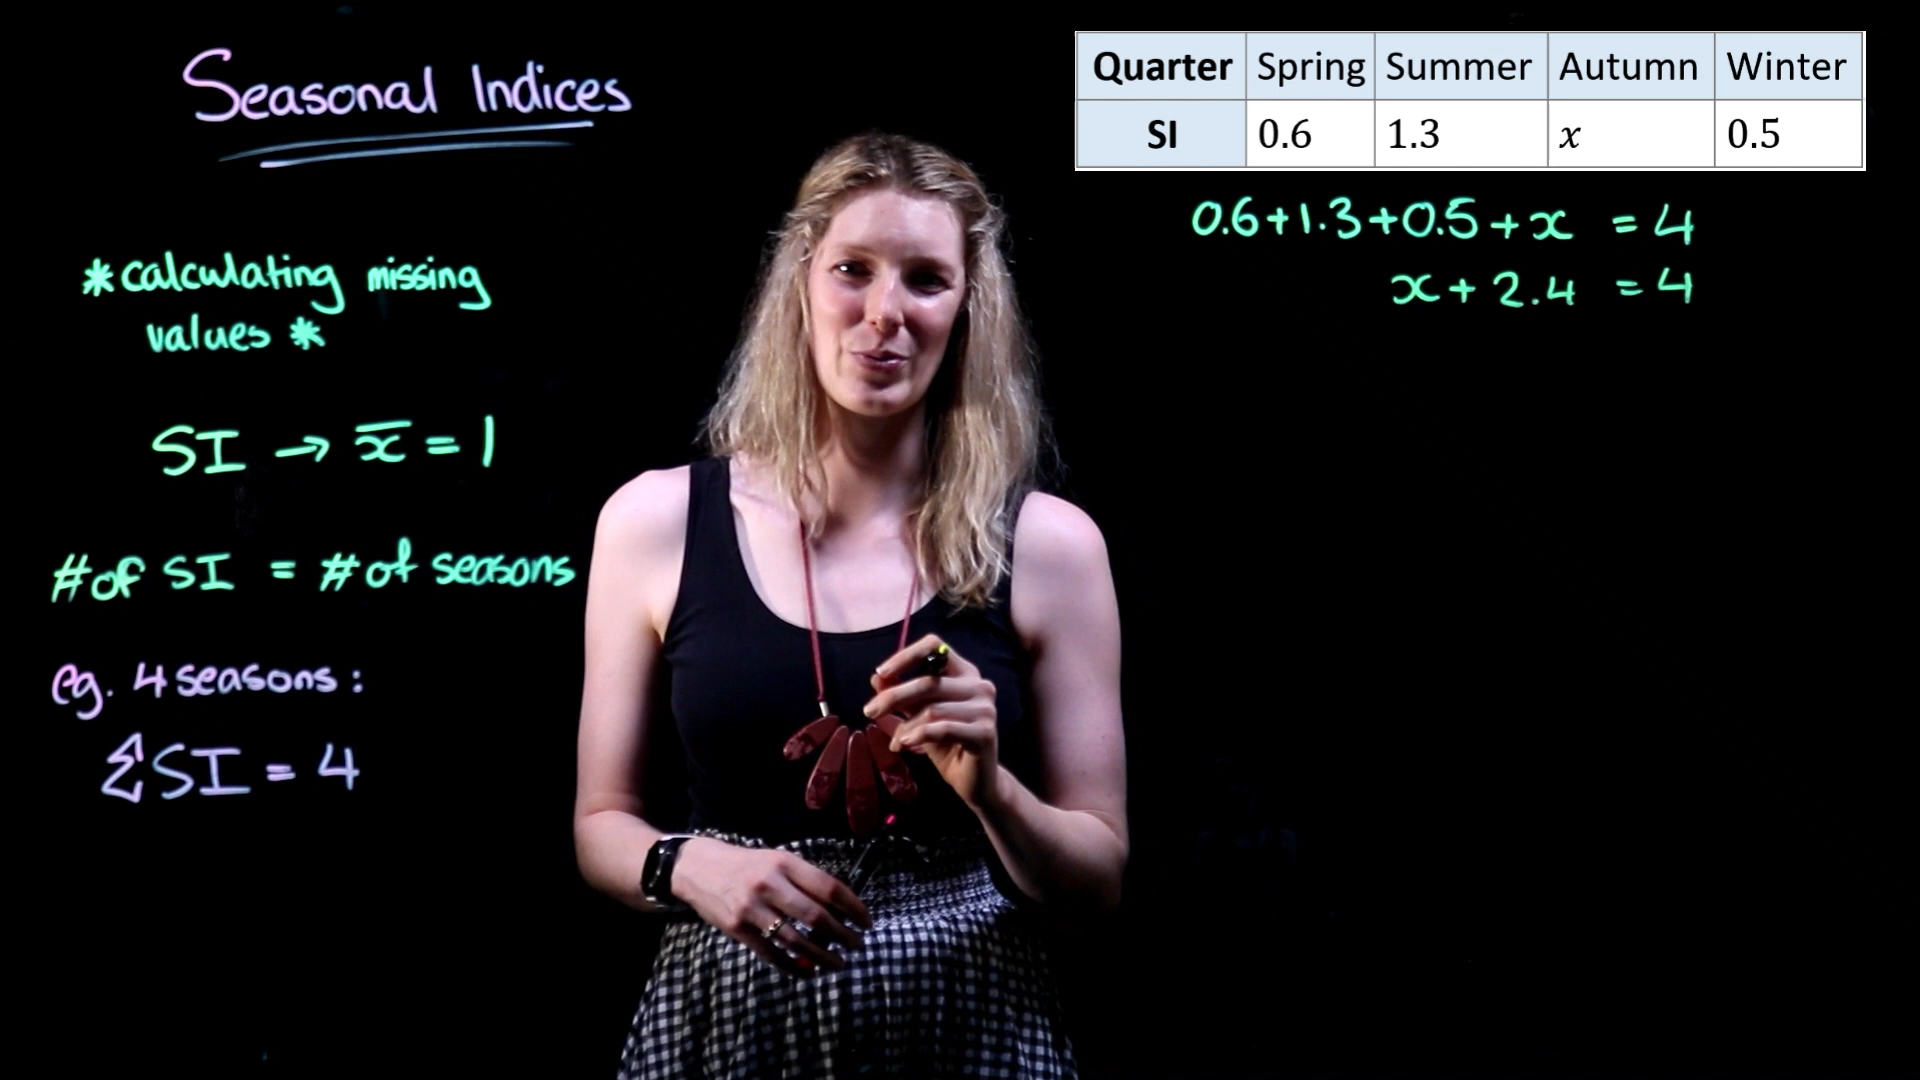 Seasonal Indices
*calculating missing
values*
SI → x̄ = 1
# of SI = # of seasons
eg. 4 seasons:
ΣSI = 4
Quarter Spring Summer Autumn Winter
SI 0.6 1.3 x 0.5
0.6+1.3+0.5+x = 4
x + 2.4 = 4